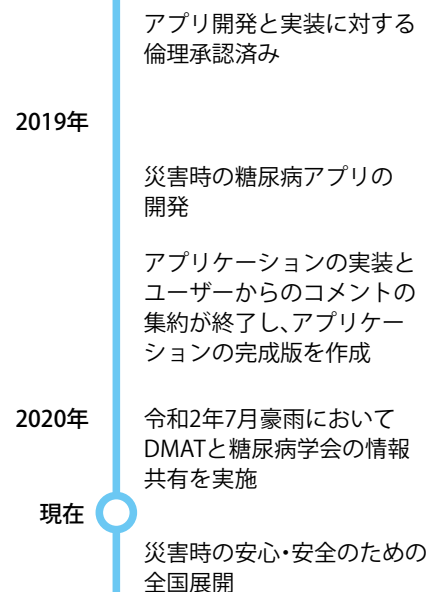 アプリ開発と実装に対する
倫理承認済み
2019年
災害時の糖尿病アプリの
開発
アプリケーションの実装と
ユーザーからのコメントの
集約が終了し、アプリケー
ションの完成版を作成
2020年
令和2年7月豪雨において
DMATと糖尿病学会の情報
共有を実施
現在
災害時の安心・安全のための
全国展開